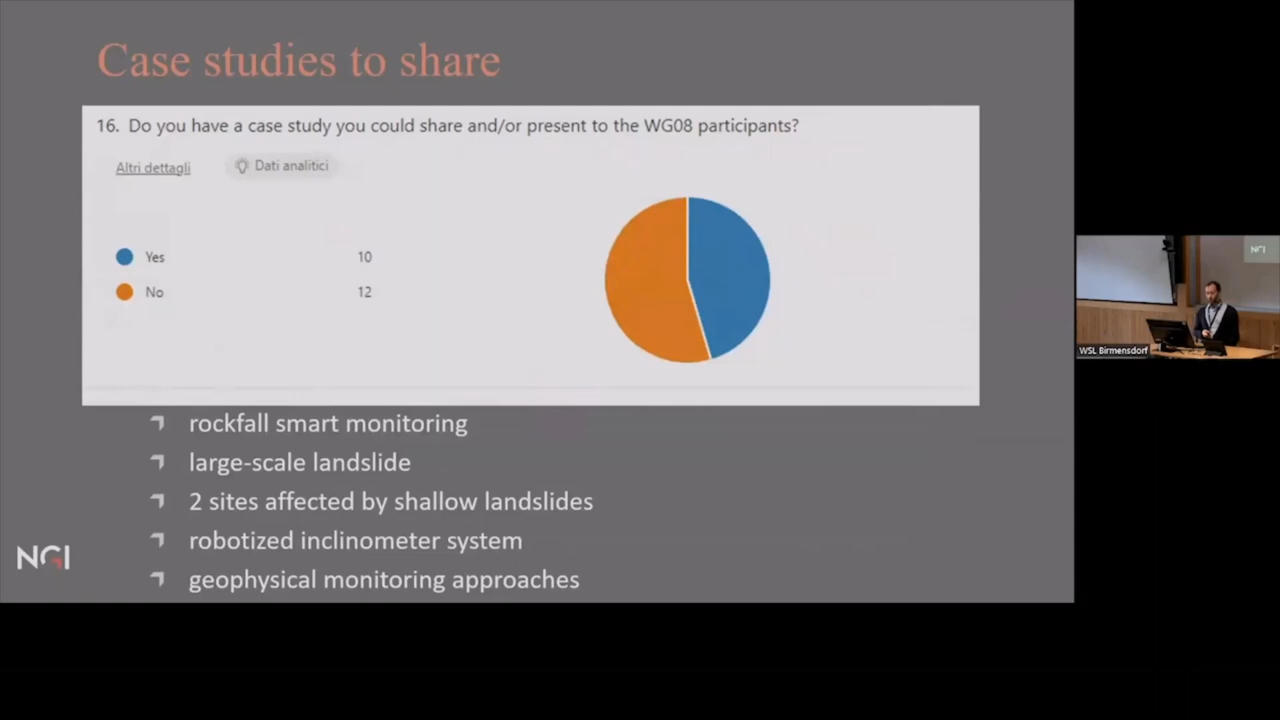 Case studies to share
16. Do you have a case study you could share and/or present to the WG08 participants?
Altri dettagli
Dati analitici
Yes 10
No 12
rockfall smart monitoring
large-scale landslide
2 sites affected by shallow landslides
robotized inclinometer system
geophysical monitoring approaches
NGI
NGI
WSL Birmensdorf